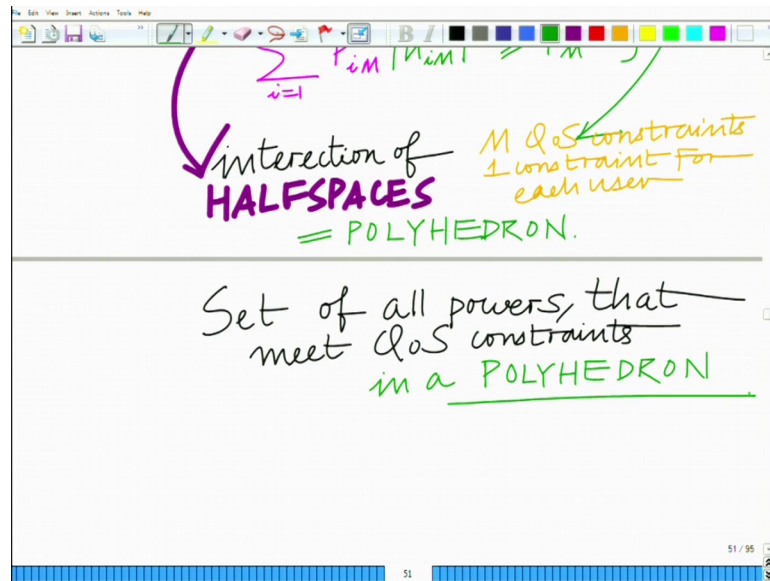 File Edit View Insert Actions Tools Help
B I
i=1
interection of
HALFSPACES
= POLYHEDRON.
M QoS constraints
1 constraint For
each user
Set of all powers, that
meet QoS constraints
in a POLYHEDRON
51 / 95
51